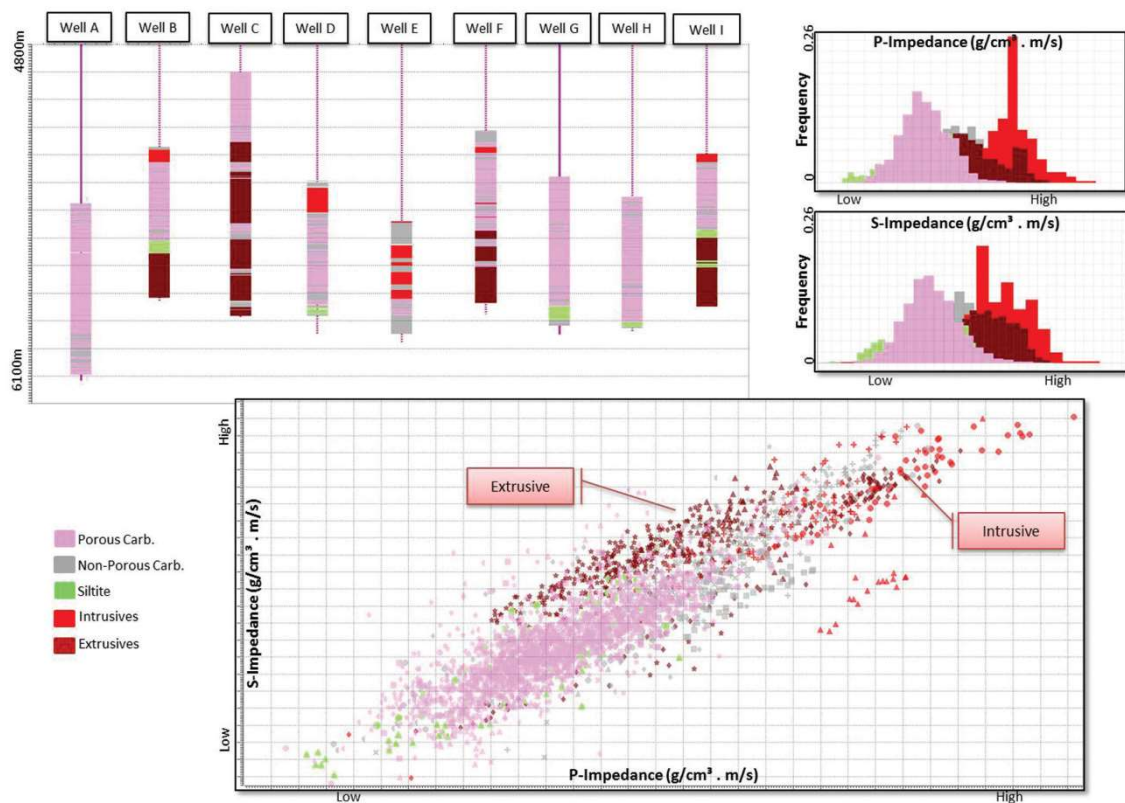 Well A
Well B
Well C
Well D
Well E
Well F
Well G
Well H
Well I
4800m
6100m
P-Impedance (g/cm³ . m/s)
0.26
Frequency
0
Low
High
S-Impedance (g/cm³ . m/s)
0.26
Frequency
0
Low
High
Porous Carb.
Non-Porous Carb.
Siltite
Intrusives
Extrusives
High
S-Impedance (g/cm³ . m/s)
Low
Extrusive
Intrusive
P-Impedance (g/cm³ . m/s)
Low
High